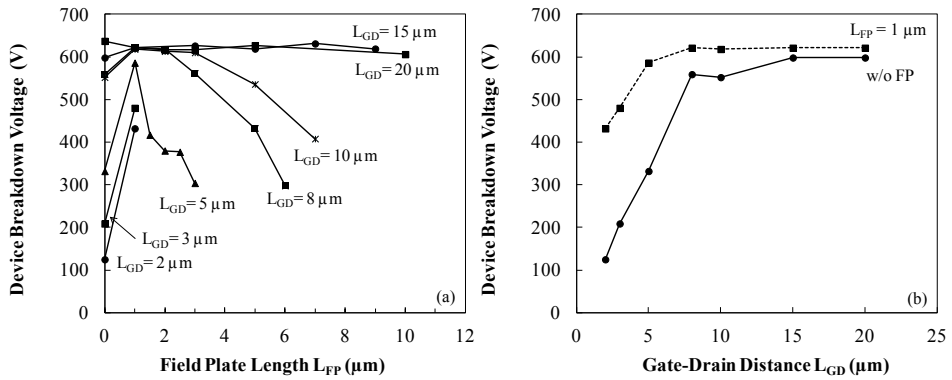 700
600
500
400
300
200
100
0
Device Breakdown Voltage (V)
0 2 4 6 8 10 12
Field Plate Length L_FP (µm)
L_GD= 15 µm
L_GD= 20 µm
L_GD= 10 µm
L_GD= 8 µm
L_GD= 5 µm
L_GD= 3 µm
L_GD= 2 µm
(a)
700
600
500
400
300
200
100
0
Device Breakdown Voltage (V)
0 5 10 15 20 25
Gate-Drain Distance L_GD (µm)
L_FP = 1 µm
w/o FP
(b)